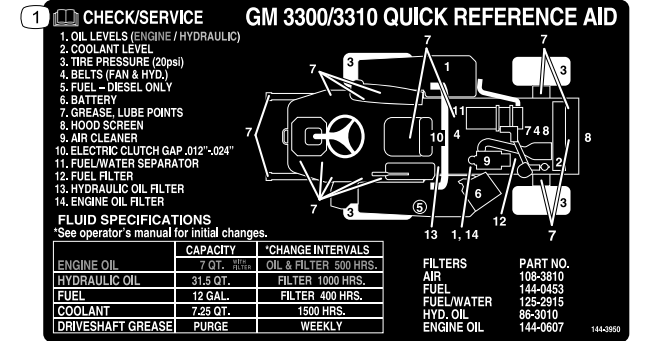 1
CHECK/SERVICE
GM 3300/3310 QUICK REFERENCE AID
1. OIL LEVELS (ENGINE / HYDRAULIC)
2. COOLANT LEVEL
3. TIRE PRESSURE (20psi)
4. BELTS (FAN & HYD.)
5. FUEL – DIESEL ONLY
6. BATTERY
7. GREASE, LUBE POINTS
8. HOOD SCREEN
9. AIR CLEANER
10. ELECTRIC CLUTCH GAP .012"-.024"
11. FUEL/WATER SEPARATOR
12. FUEL FILTER
13. HYDRAULIC OIL FILTER
14. ENGINE OIL FILTER
7
7
7
3
1
3
7
11
10
4
7 4 8
8
9
2
6
3
5
3
7
13
1, 14
12
7
FLUID SPECIFICATIONS
*See operator's manual for initial changes.
CAPACITY *CHANGE INTERVALS
ENGINE OIL 7 QT. WITH FILTER OIL & FILTER 500 HRS.
HYDRAULIC OIL 31.5 QT. FILTER 1000 HRS.
FUEL 12 GAL. FILTER 400 HRS.
COOLANT 7.25 QT. 1500 HRS.
DRIVESHAFT GREASE PURGE WEEKLY
FILTERS PART NO.
AIR 108-3810
FUEL 144-0453
FUEL/WATER 125-2915
HYD. OIL 86-3010
ENGINE OIL 144-0607
144-3950